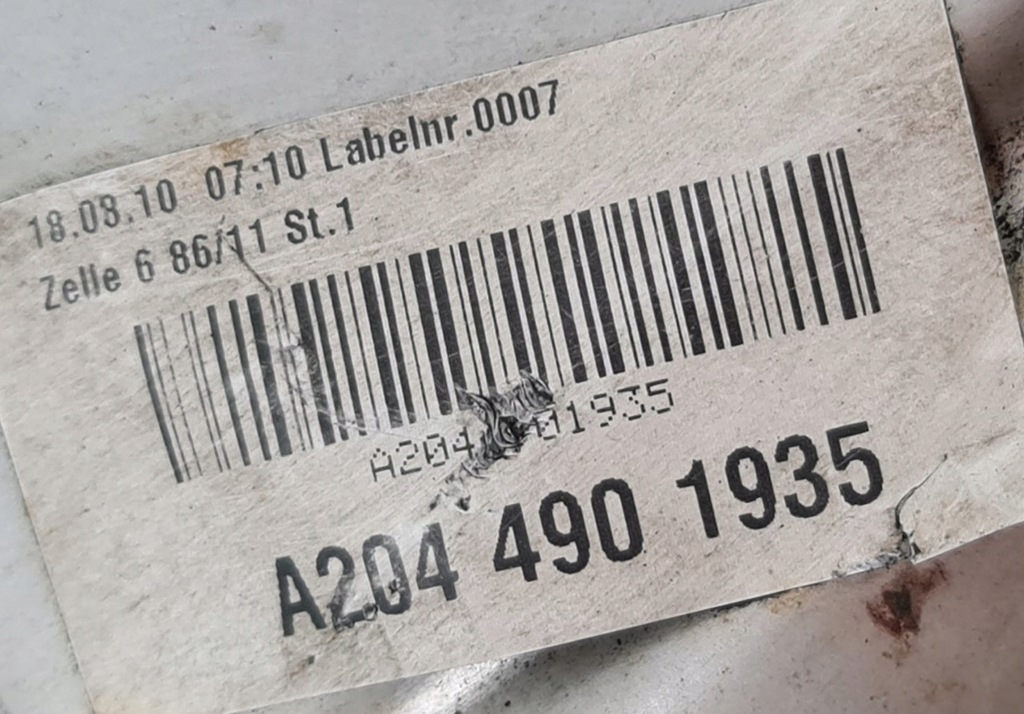 18.08.10 07:10 Labelnr.0007
Zelle 6 86/11 St.1
A204 490 1935